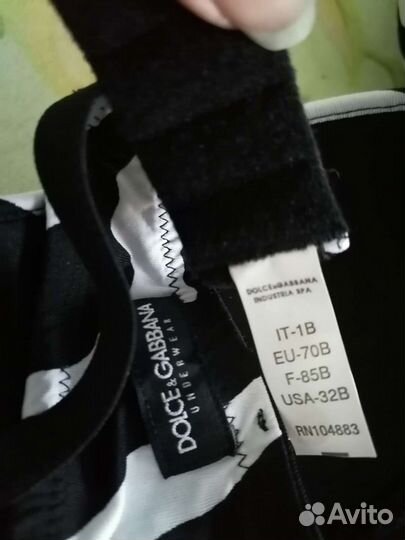 DOLCE&GABBANA
INDUSTRIA SPA
IT-1B
EU-70B
F-85B
USA-32B
RN104883
DOLCE&GABBANA
UNDERWEAR
Avito